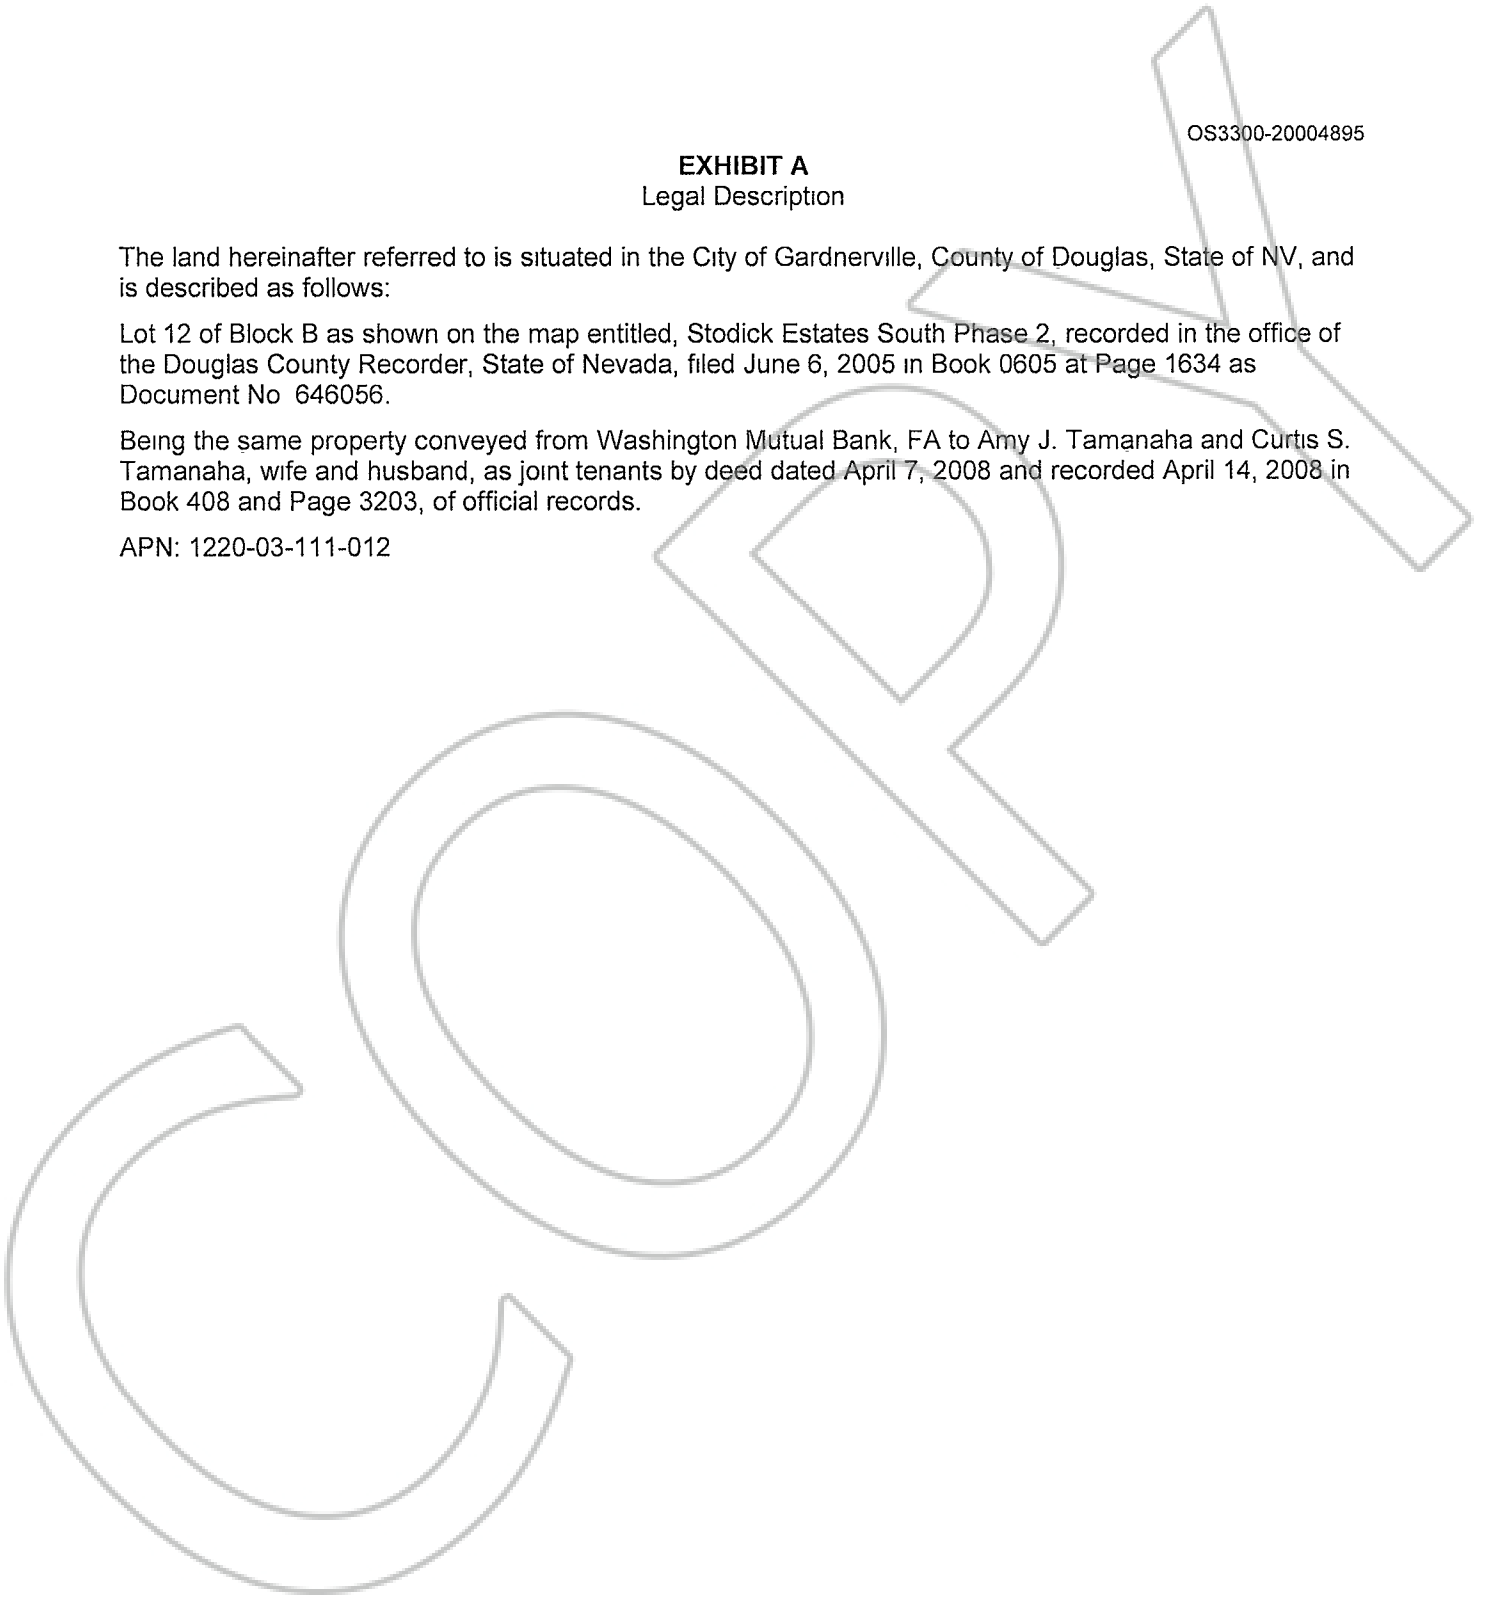 OS3300-20004895
EXHIBIT A
Legal Description
The land hereinafter referred to is situated in the City of Gardnerville, County of Douglas, State of NV, and
is described as follows:
Lot 12 of Block B as shown on the map entitled, Stodick Estates South Phase 2, recorded in the office of
the Douglas County Recorder, State of Nevada, filed June 6, 2005 in Book 0605 at Page 1634 as
Document No 646056.
Being the same property conveyed from Washington Mutual Bank, FA to Amy J. Tamanaha and Curtis S.
Tamanaha, wife and husband, as joint tenants by deed dated April 7, 2008 and recorded April 14, 2008 in
Book 408 and Page 3203, of official records.
APN: 1220-03-111-012
COPY